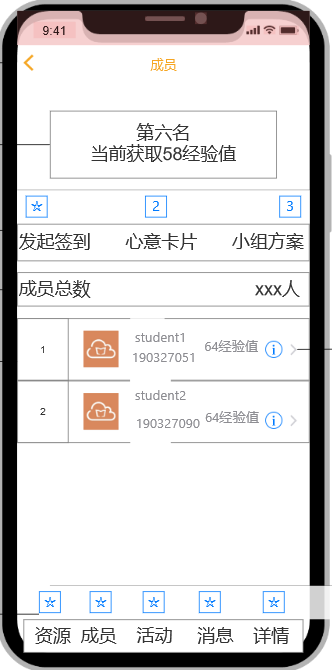 9:41
成员
第六名
当前获取58经验值
2 3
发起签到 心意卡片 小组方案
成员总数 xxx人
1 student1 64经验值
190327051
2 student2 64经验值
190327090
资源 成员 活动 消息 详情